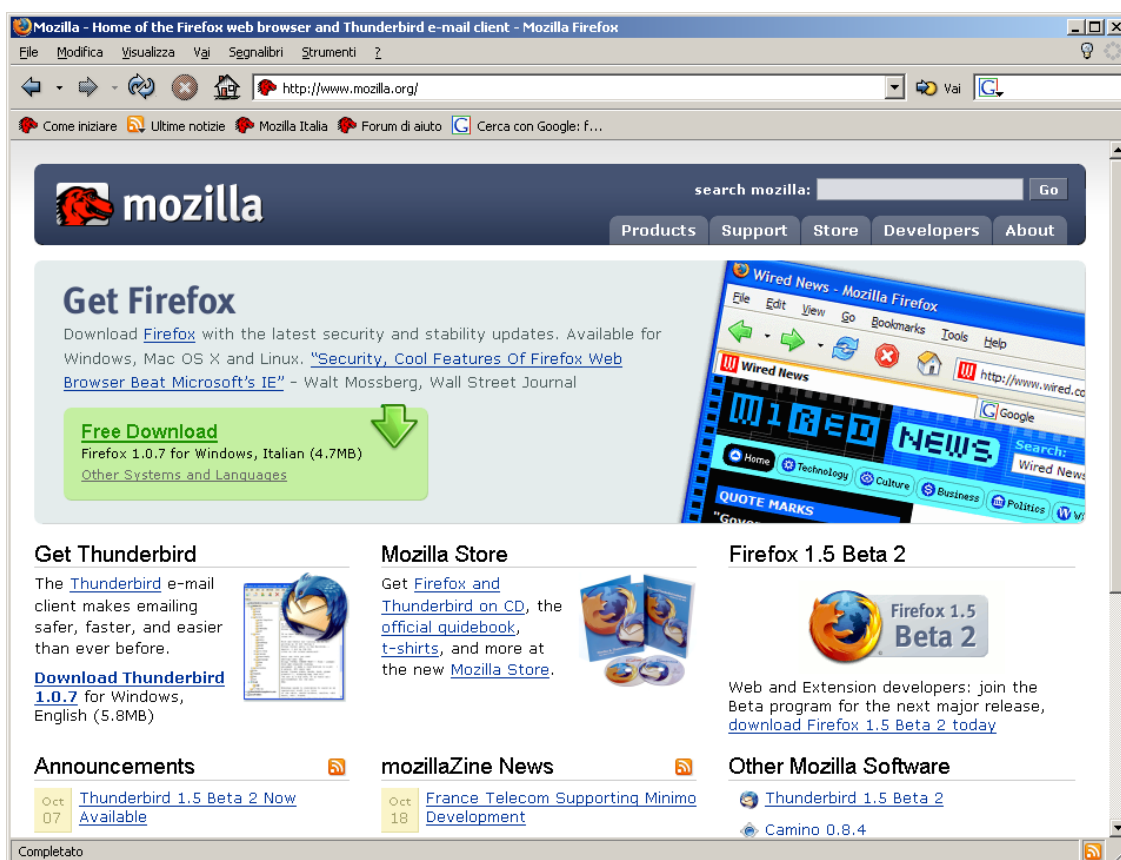 Mozilla - Home of the Firefox web browser and Thunderbird e-mail client - Mozilla Firefox
File Modifica Visualizza Vai Segnalibri Strumenti ?
http://www.mozilla.org/ Vai G
Come iniziare Ultime notizie Mozilla Italia Forum di aiuto G Cerca con Google: f...
mozilla
search mozilla: Go
Products Support Store Developers About
Get Firefox
Download Firefox with the latest security and stability updates. Available for
Windows, Mac OS X and Linux. “Security, Cool Features Of Firefox Web
Browser Beat Microsoft’s IE” – Walt Mossberg, Wall Street Journal
Free Download
Firefox 1.0.7 for Windows, Italian (4.7MB)
Other Systems and Languages
Wired News - Mozilla Firefox
File Edit View Go Bookmarks Tools Help
W http://www.wired.co
W Wired News
G Google
WIRED NEWS
Search:
Wired News
Home Technology Culture Business Politics
QUOTE MARKS
Get Thunderbird
The Thunderbird e-mail
client makes emailing
safer, faster, and easier
than ever before.
Download Thunderbird
1.0.7 for Windows,
English (5.8MB)
Mozilla Store
Get Firefox and
Thunderbird on CD, the
official guidebook,
t-shirts, and more at
the new Mozilla Store.
Firefox 1.5 Beta 2
Firefox 1.5
Beta 2
Web and Extension developers: join the
Beta program for the next major release,
download Firefox 1.5 Beta 2 today
Announcements
Oct
07
Thunderbird 1.5 Beta 2 Now
Available
mozillaZine News
Oct
18
France Telecom Supporting Minimo
Development
Other Mozilla Software
Thunderbird 1.5 Beta 2
Camino 0.8.4
Completato